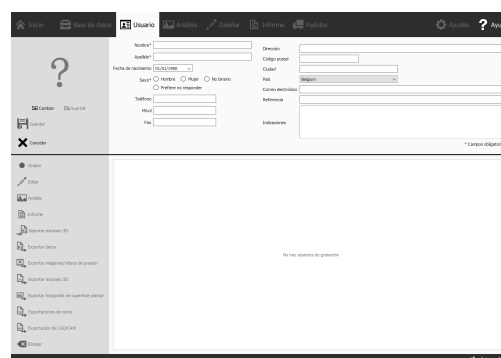 Inicio
Base de datos
Usuario
Análisis
Diseñar
Informe
Pedidos
Ajustes
Ayu
?
Cambiar
Suprimir
Guardar
Cancelar
Nombre*
Apellido*
Fecha de nacimiento 01/01/1980
Sexo* Hombre Mujer No binario
Prefiere no responder
Teléfono
Móvil
Fax
Dirección
Código postal
Ciudad
País Belgium
Correo electrónico
Referencia
Indicaciones
* Campos obligator
Grabar
Editar
Análisis
Informe
Importar escaneo 3D
Exportar datos
Exportar imágenes/vídeos de presión
Exportar escaneo 3D
Exportar fotografía de superficie plantar
Exportaciones de texto
Exportación de CAD/CAM
Eliminar
No hay sesiones de grabación